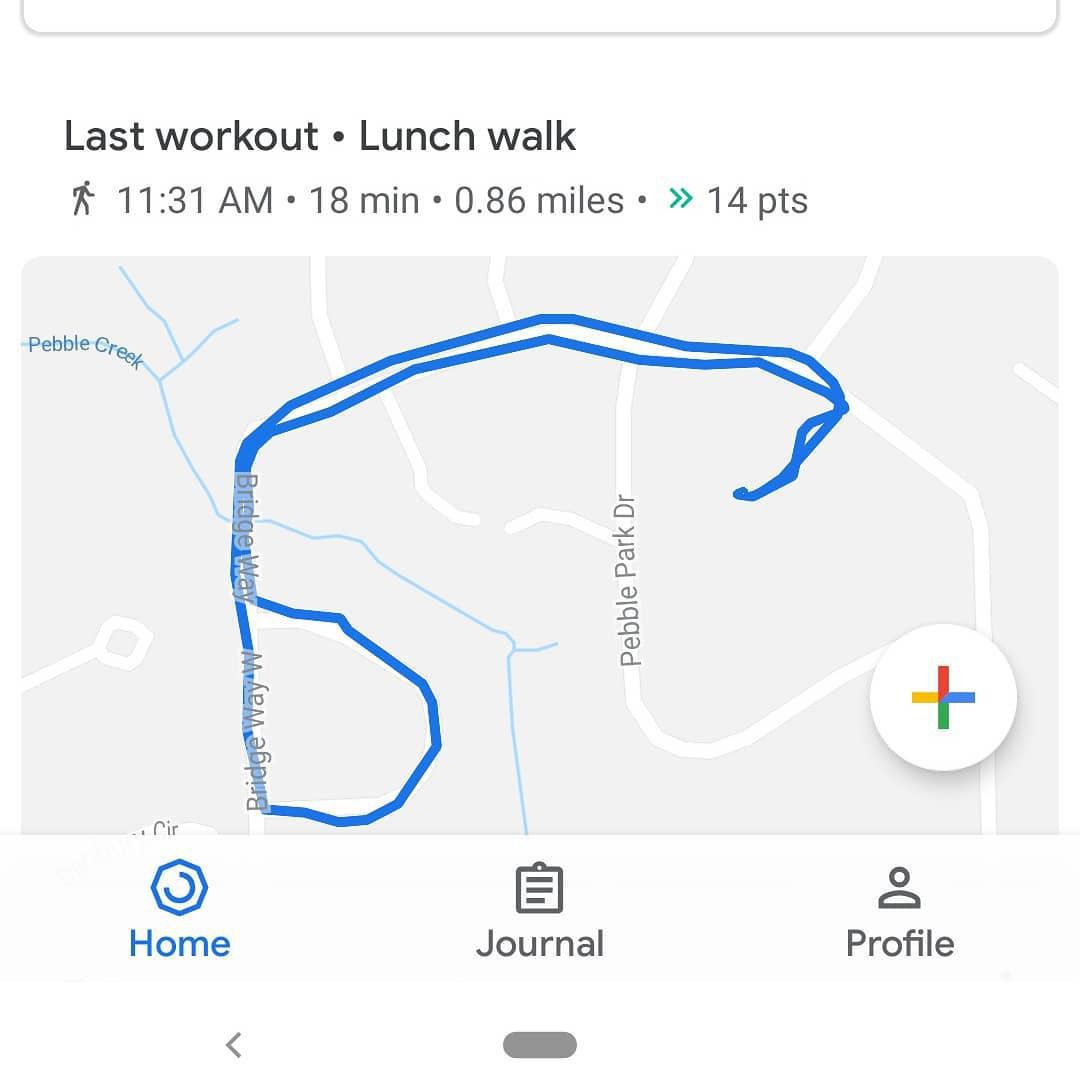 Last workout • Lunch walk
11:31 AM • 18 min • 0.86 miles • 14 pts
Pebble Creek
Bridge Way
Pebble Park Dr
Bridge Way W
Cir
Home
Journal
Profile